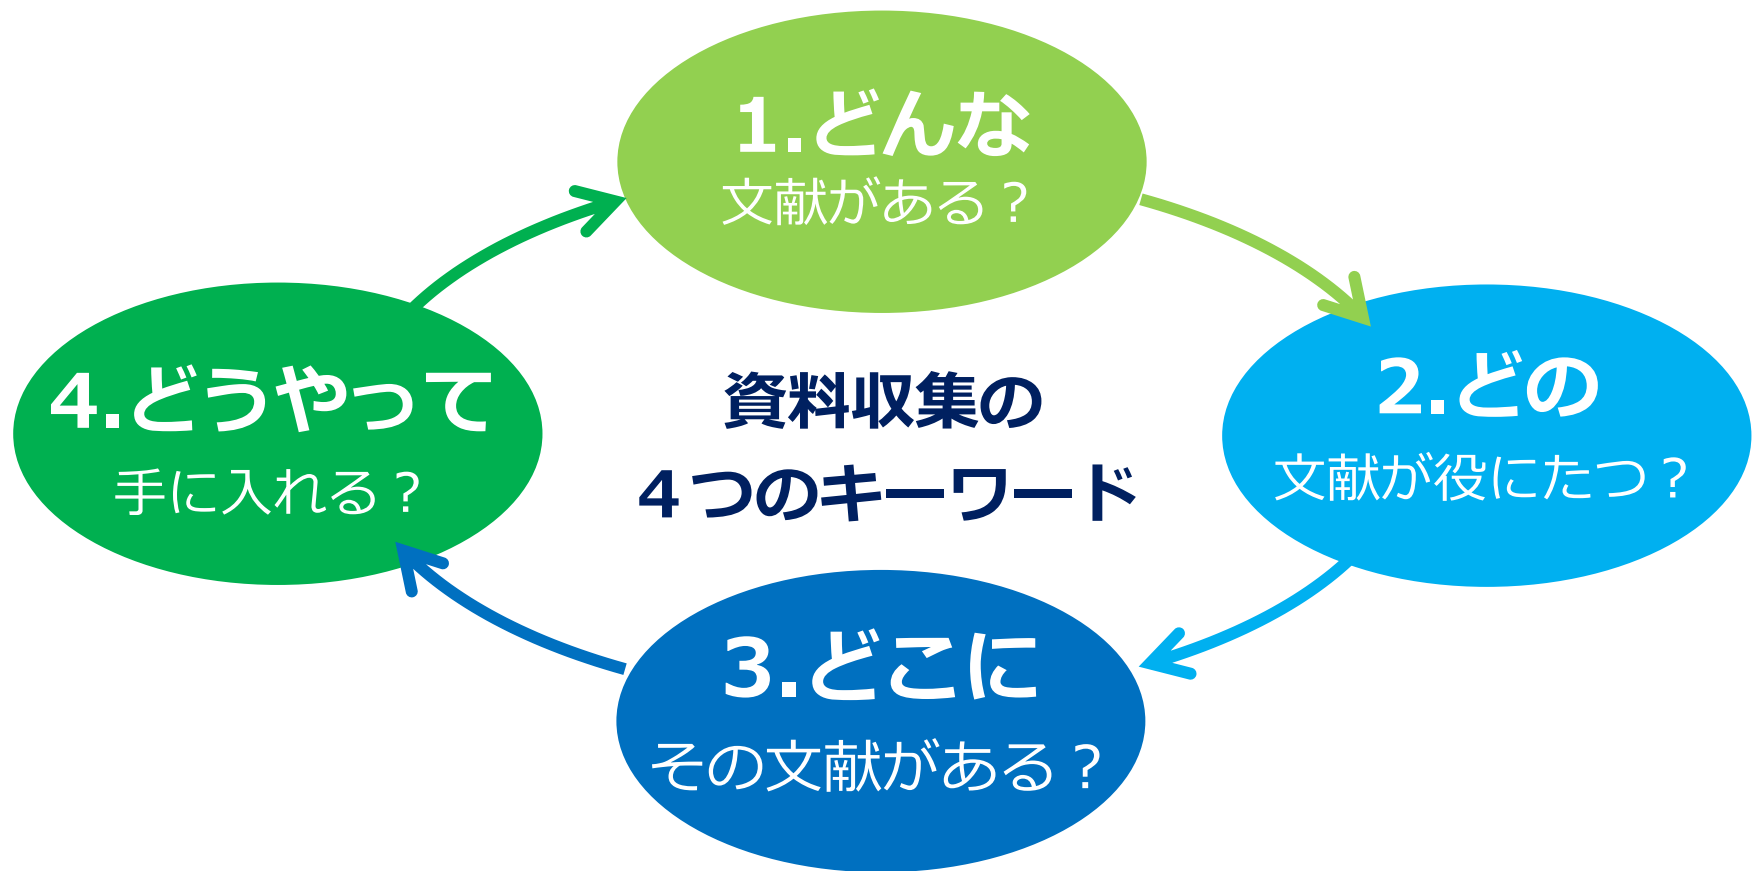 1.どんな
文献がある？
2.どの
文献が役にたつ？
3.どこに
その文献がある？
4.どうやって
手に入れる？
資料収集の
４つのキーワード